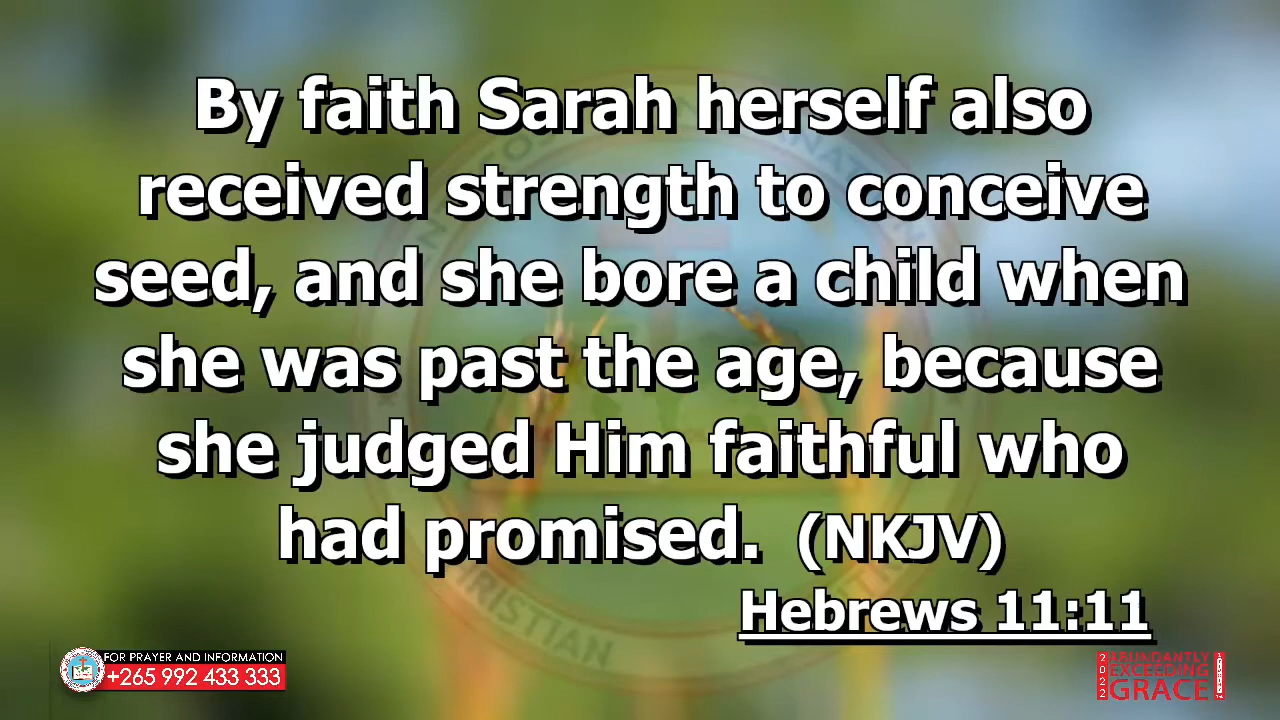 By faith Sarah herself also
received strength to conceive
seed, and she bore a child when
she was past the age, because
she judged Him faithful who
had promised. (NKJV)
Hebrews 11:11
CHRISTIAN
FOR PRAYER AND INFORMATION
+265 992 433 333
2022
ABUNDANTLY
EXCEEDING
GRACE